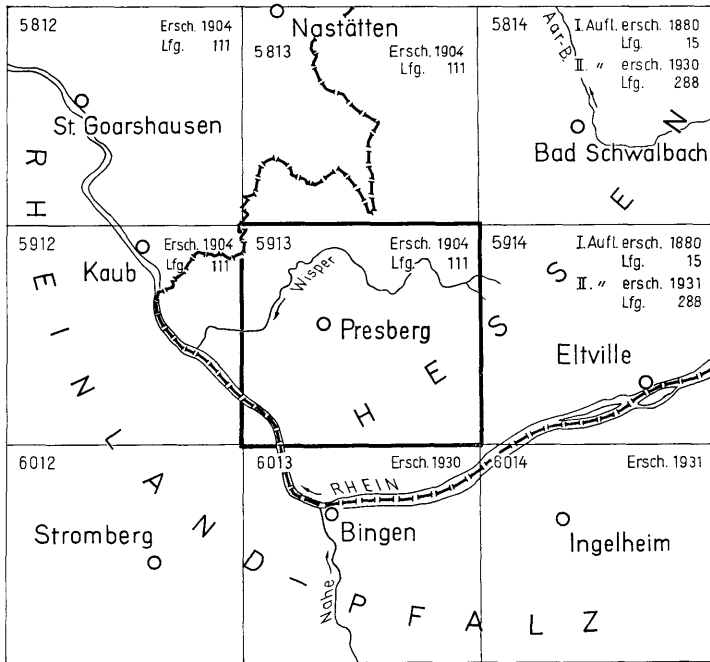 5812
Ersch. 1904
Lfg. 111
St. Goarshausen
Nastätten
5813
Ersch. 1904
Lfg. 111
5814
I. Aufl. ersch. 1880
Lfg. 15
II. " ersch. 1930
Lfg. 288
Aar-B.
Bad Schwalbach
5912
Ersch. 1904
Lfg. 111
Kaub
5913
Ersch. 1904
Lfg. 111
Wisper
Presberg
5914
I. Aufl. ersch. 1880
Lfg. 15
II. " ersch. 1931
Lfg. 288
Eltville
HESSEN
6012
Stromberg
6013
Ersch. 1930
RHEIN
Bingen
Nahe
6014
Ersch. 1931
Ingelheim
RHEINLAND-PFALZ